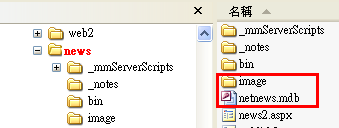 web2
news
_mmServerScripts
_notes
bin
image
名稱
_mmServerScripts
_notes
bin
image
netnews.mdb
news2.aspx